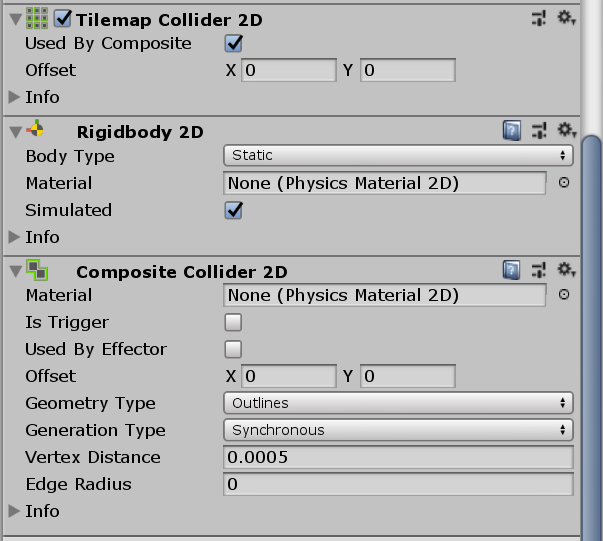 Tilemap Collider 2D
Used By Composite
Offset X 0 Y 0
Info
Rigidbody 2D
Body Type Static
Material None (Physics Material 2D)
Simulated
Info
Composite Collider 2D
Material None (Physics Material 2D)
Is Trigger
Used By Effector
Offset X 0 Y 0
Geometry Type Outlines
Generation Type Synchronous
Vertex Distance 0.0005
Edge Radius 0
Info